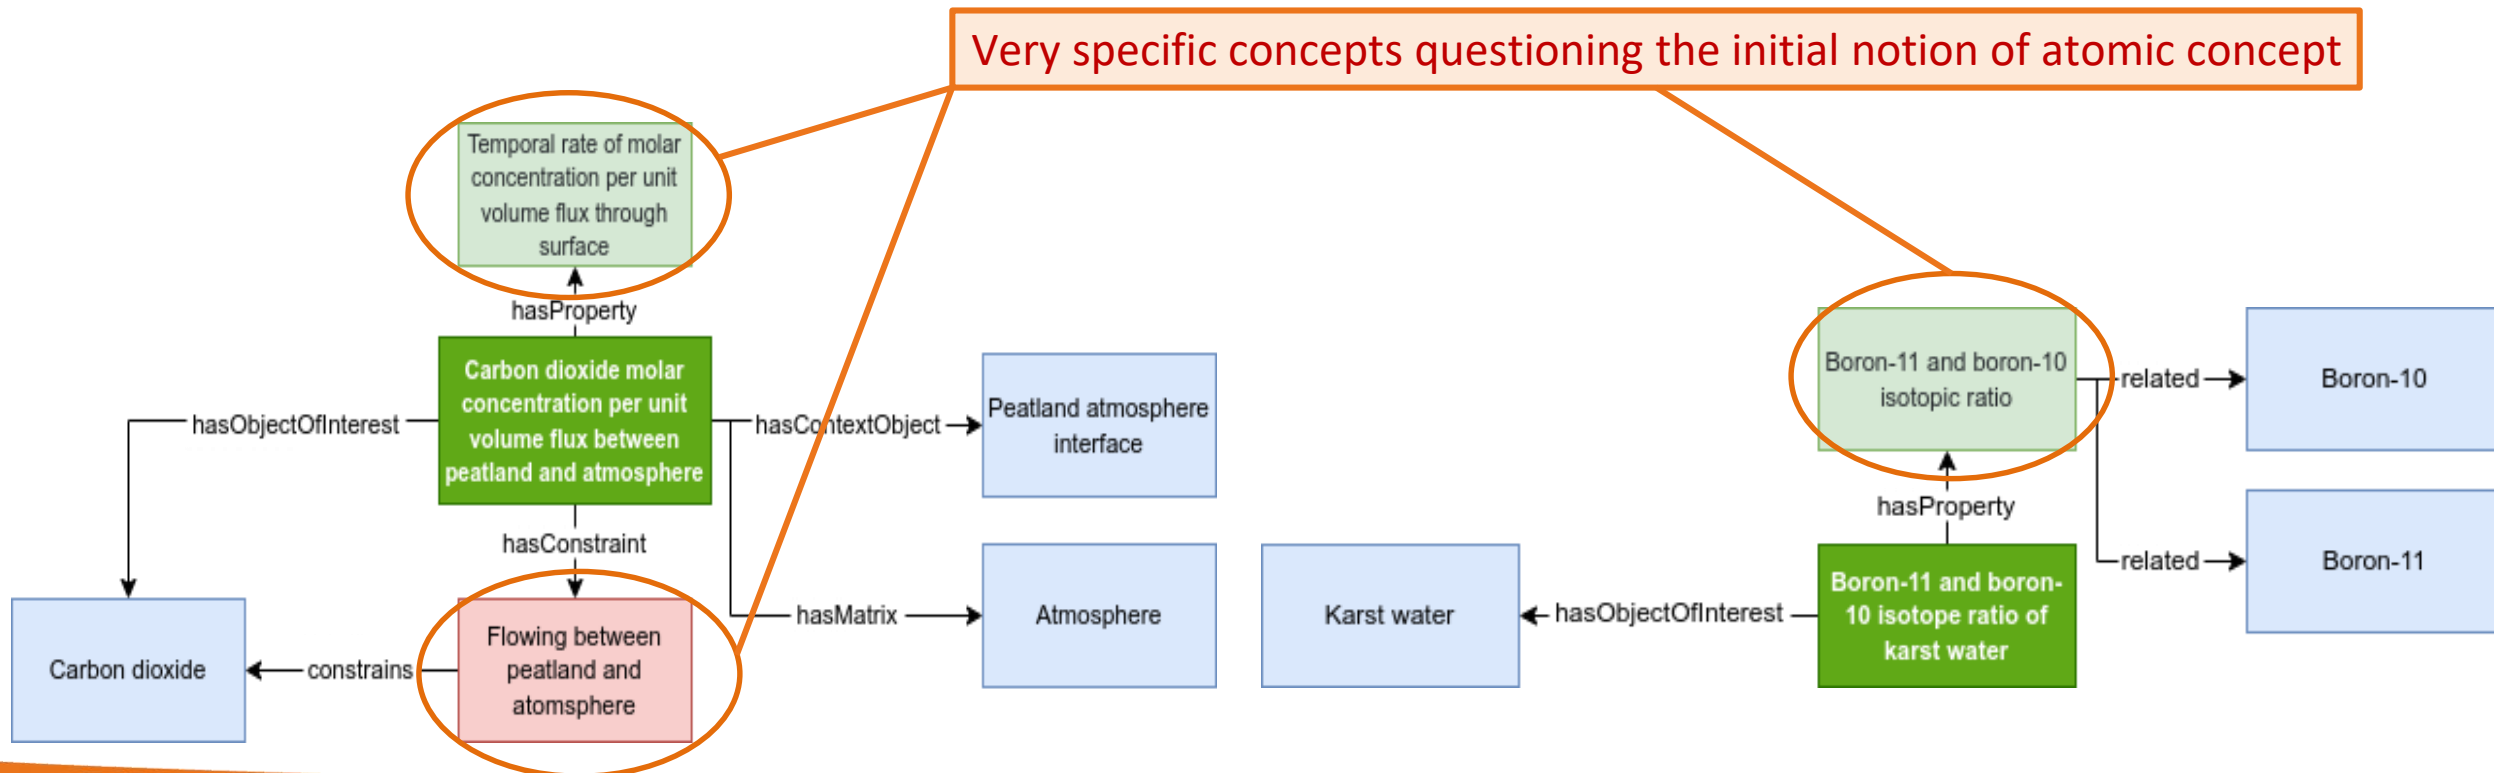 Very specific concepts questioning the initial notion of atomic concept
Temporal rate of molar
concentration per unit
volume flux through
surface
hasProperty
Carbon dioxide molar
concentration per unit
volume flux between
peatland and atmosphere
hasObjectOfInterest
hasContextObject
Peatland atmosphere
interface
hasConstraint
hasMatrix
Atmosphere
Carbon dioxide
constrains
Flowing between
peatland and
atomsphere
Boron-11 and boron-10
isotopic ratio
related
Boron-10
hasProperty
related
Boron-11
Karst water
hasObjectOfInterest
Boron-11 and boron-
10 isotope ratio of
karst water